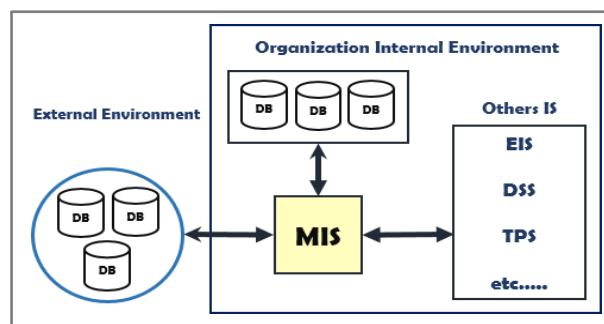 Organization Internal Environment
DB DB DB
External Environment
Others IS
EIS
DSS
TPS
etc.....
DB DB
DB
MIS